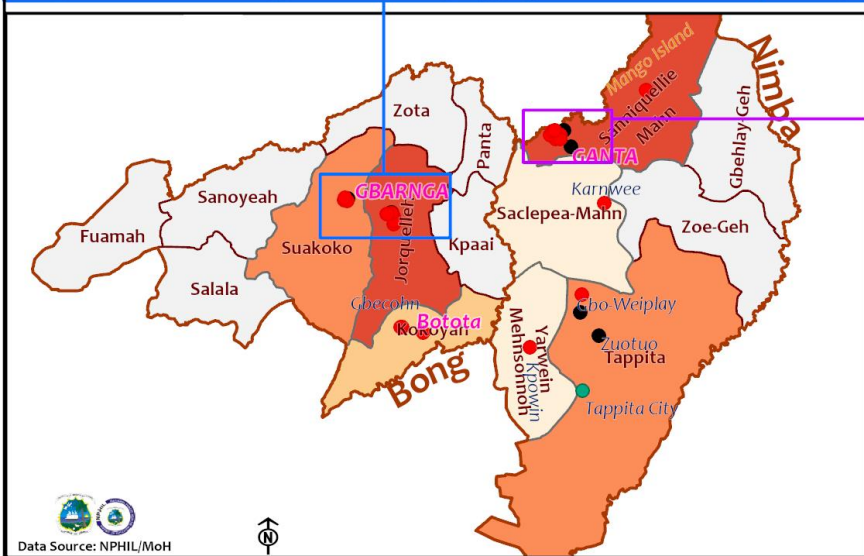 Mango Island
Nimba
Zota
Sanniquellie
Mahn
Gbehlay-Geh
Panta
GANTA
GBARNGA
Karnwee
Sanoyeah
Saclepea-Mahn
Zoe-Geh
Fuamah
Suakoko
Jorquelleh
Kpaai
Salala
Gbecohn
Gbo-Weiplay
Botota
Kokoyah
Zuotuo
Tappita
Yarwein
Mehnsonnoh
Kpowin
Bong
Tappita City
N
Data Source: NPHIL/MoH